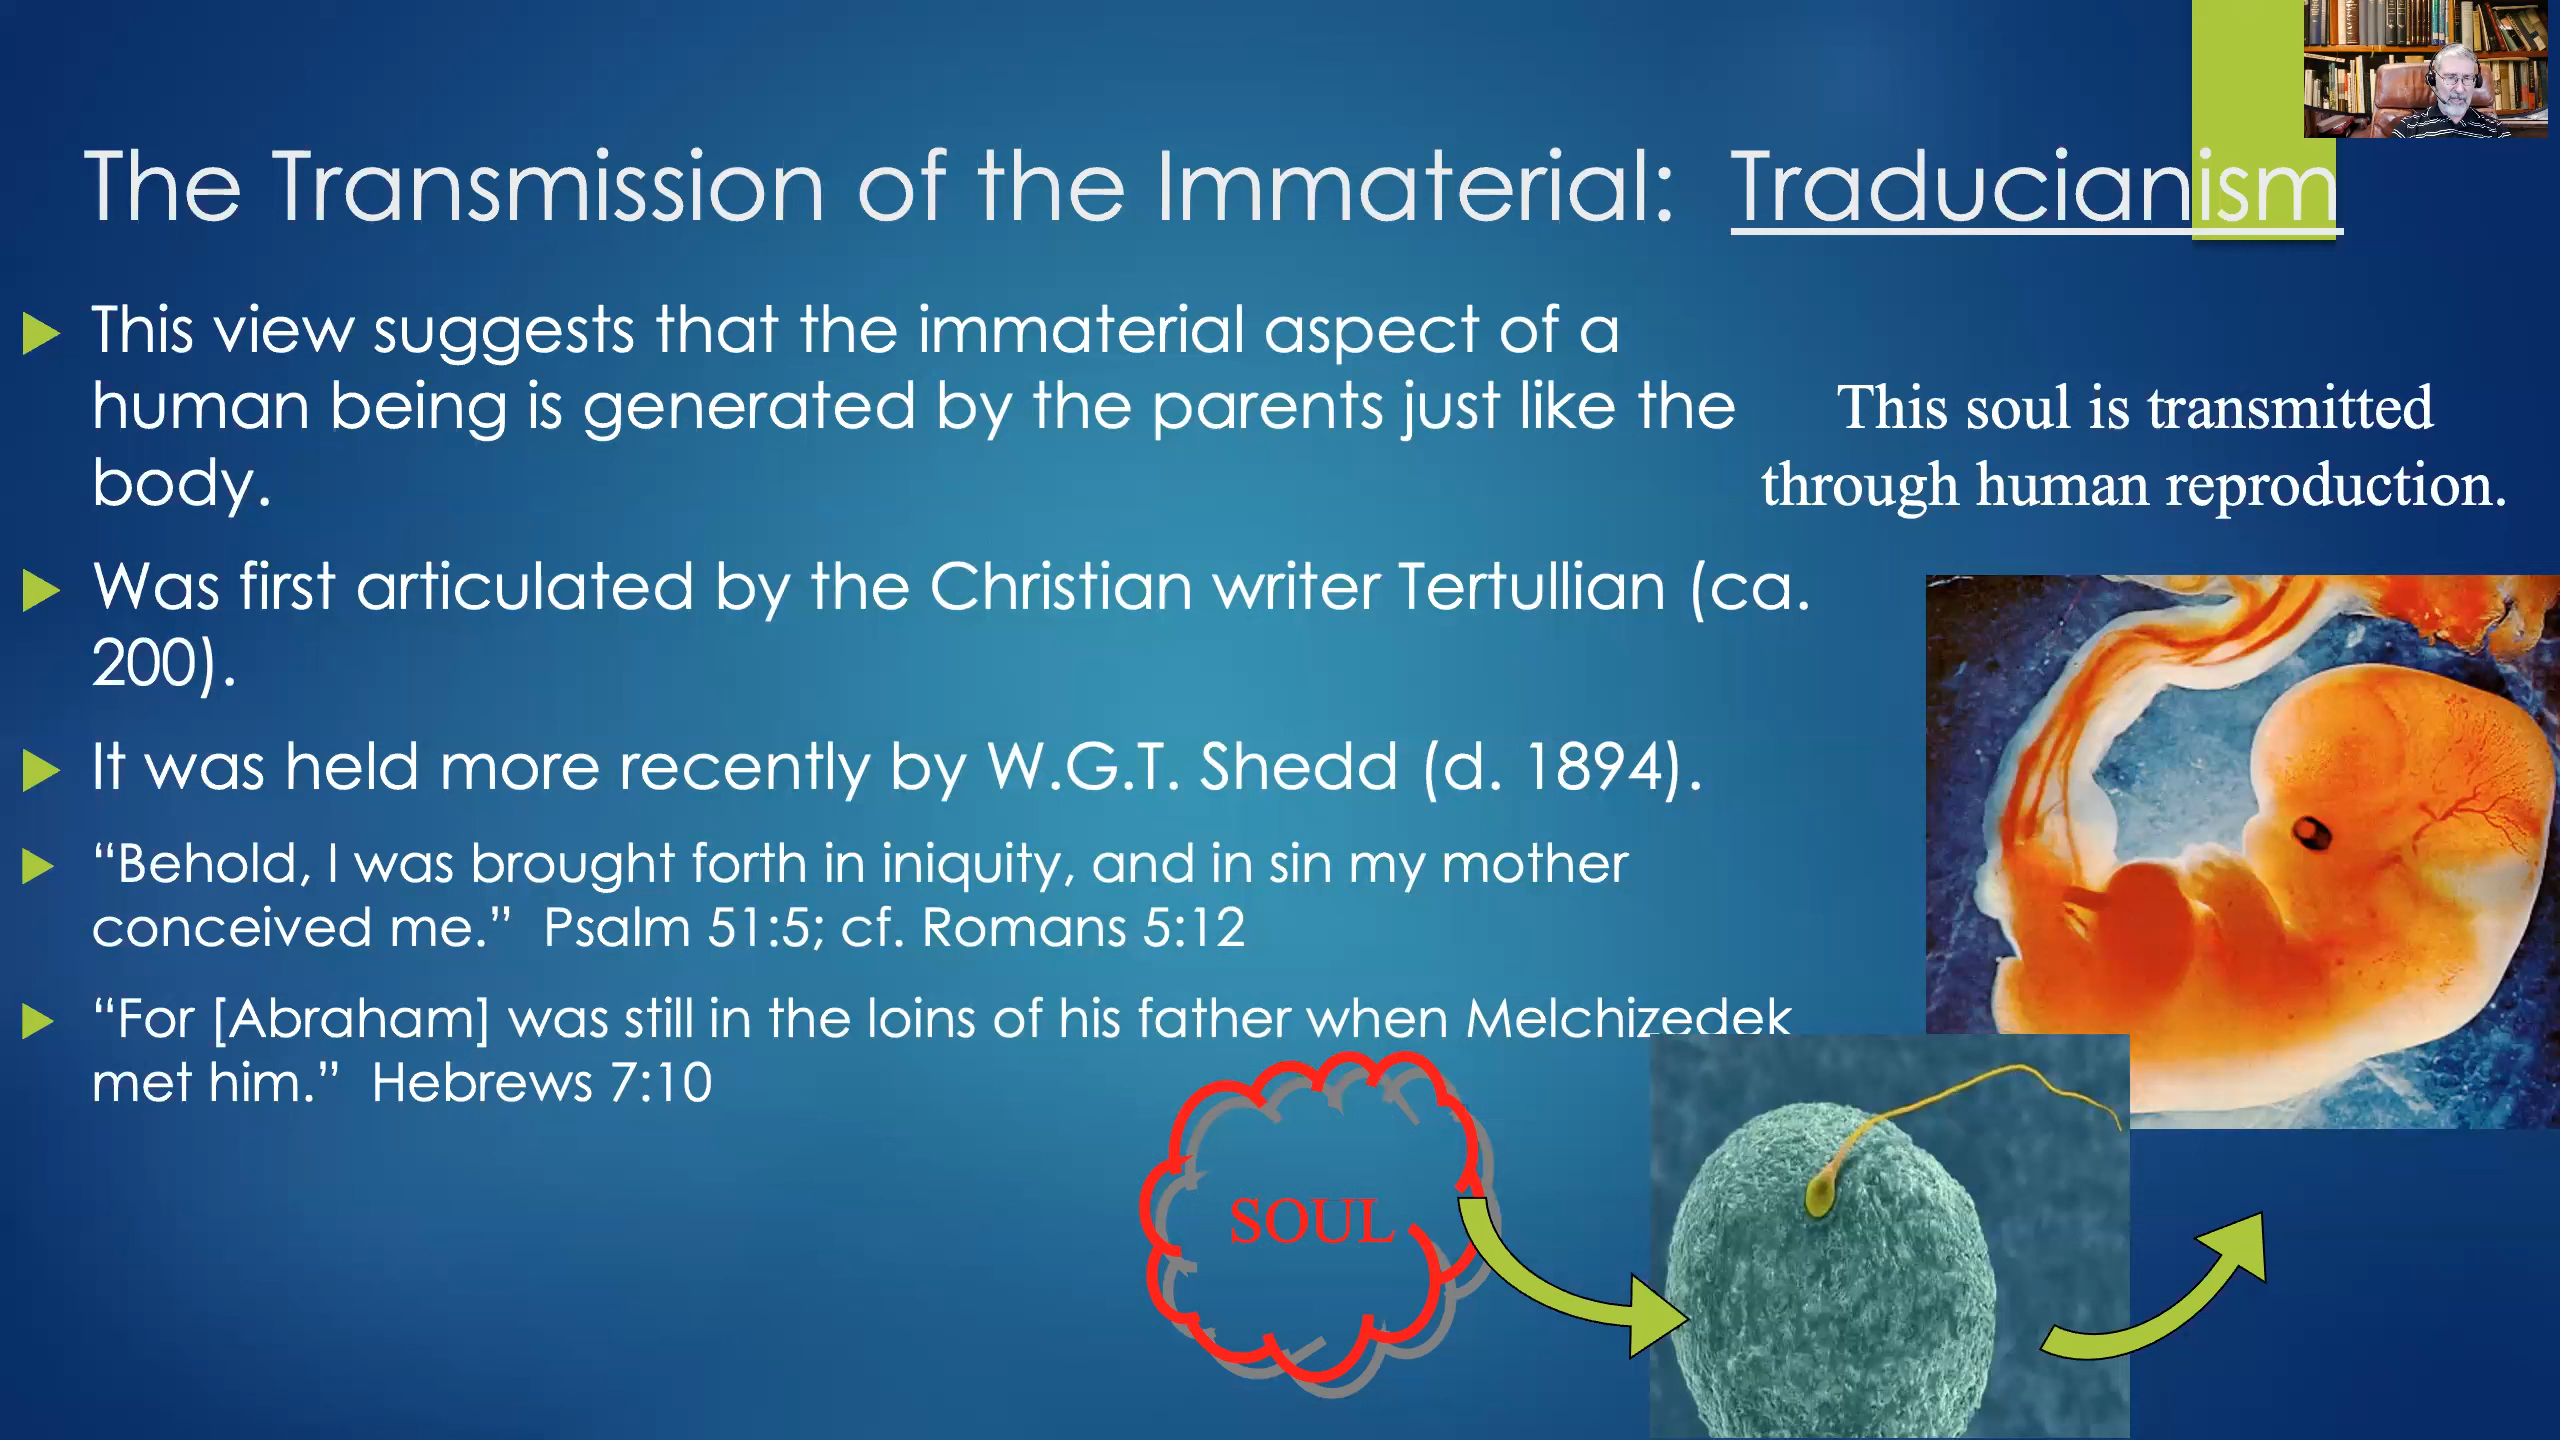 The Transmission of the Immaterial: Traducianism
This view suggests that the immaterial aspect of a
human being is generated by the parents just like the
body.
This soul is transmitted
through human reproduction.
Was first articulated by the Christian writer Tertullian (ca.
200).
It was held more recently by W.G.T. Shedd (d. 1894).
“Behold, I was brought forth in iniquity, and in sin my mother
conceived me.” Psalm 51:5; cf. Romans 5:12
“For [Abraham] was still in the loins of his father when Melchizedek
met him.” Hebrews 7:10
SOUL